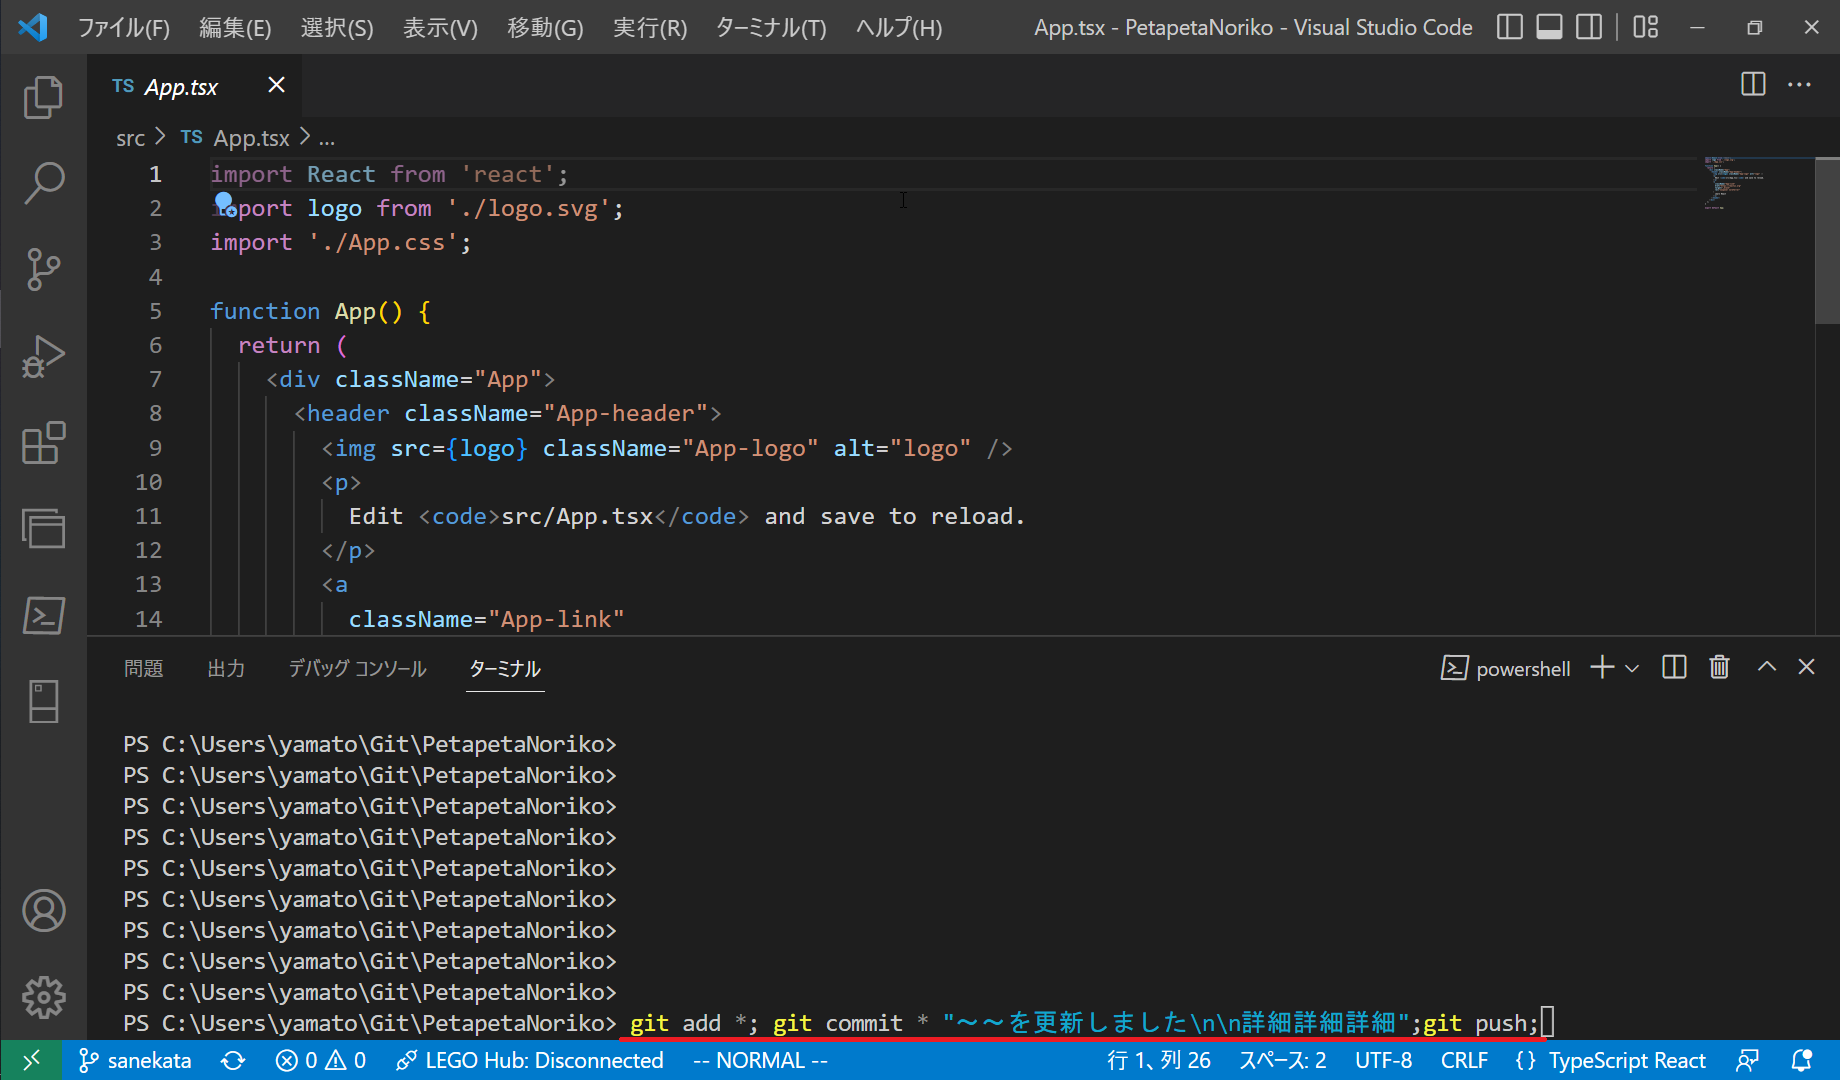 ファイル(F) 編集(E) 選択(S) 表示(V) 移動(G) 実行(R) ターミナル(T) ヘルプ(H) App.tsx - PetapetaNoriko - Visual Studio Code
TS App.tsx
src > TS App.tsx > ...
1 import React from 'react';
2 import logo from './logo.svg';
3 import './App.css';
4
5 function App() {
6 return (
7 <div className="App">
8 <header className="App-header">
9 <img src={logo} className="App-logo" alt="logo" />
10 <p>
11 Edit <code>src/App.tsx</code> and save to reload.
12 </p>
13 <a
14 className="App-link"
問題 出力 デバッグ コンソール ターミナル powershell
PS C:\Users\yamato\Git\PetapetaNoriko>
PS C:\Users\yamato\Git\PetapetaNoriko>
PS C:\Users\yamato\Git\PetapetaNoriko>
PS C:\Users\yamato\Git\PetapetaNoriko>
PS C:\Users\yamato\Git\PetapetaNoriko>
PS C:\Users\yamato\Git\PetapetaNoriko>
PS C:\Users\yamato\Git\PetapetaNoriko>
PS C:\Users\yamato\Git\PetapetaNoriko>
PS C:\Users\yamato\Git\PetapetaNoriko>
PS C:\Users\yamato\Git\PetapetaNoriko> git add *; git commit * "～～を更新しました\n\n詳細詳細詳細";git push;
sanekata 0 0 LEGO Hub: Disconnected -- NORMAL -- 行 1、列 26 スペース: 2 UTF-8 CRLF {} TypeScript React